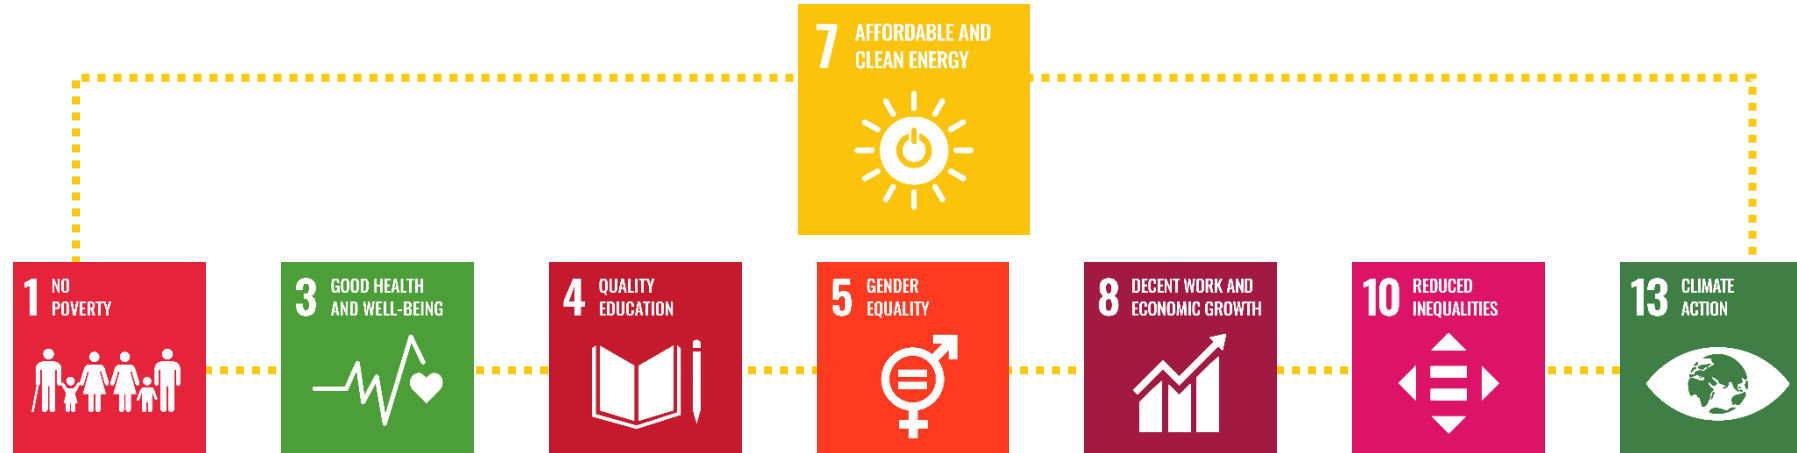 7 AFFORDABLE AND
CLEAN ENERGY
1 NO
POVERTY
3 GOOD HEALTH
AND WELL-BEING
4 QUALITY
EDUCATION
5 GENDER
EQUALITY
8 DECENT WORK AND
ECONOMIC GROWTH
10 REDUCED
INEQUALITIES
13 CLIMATE
ACTION